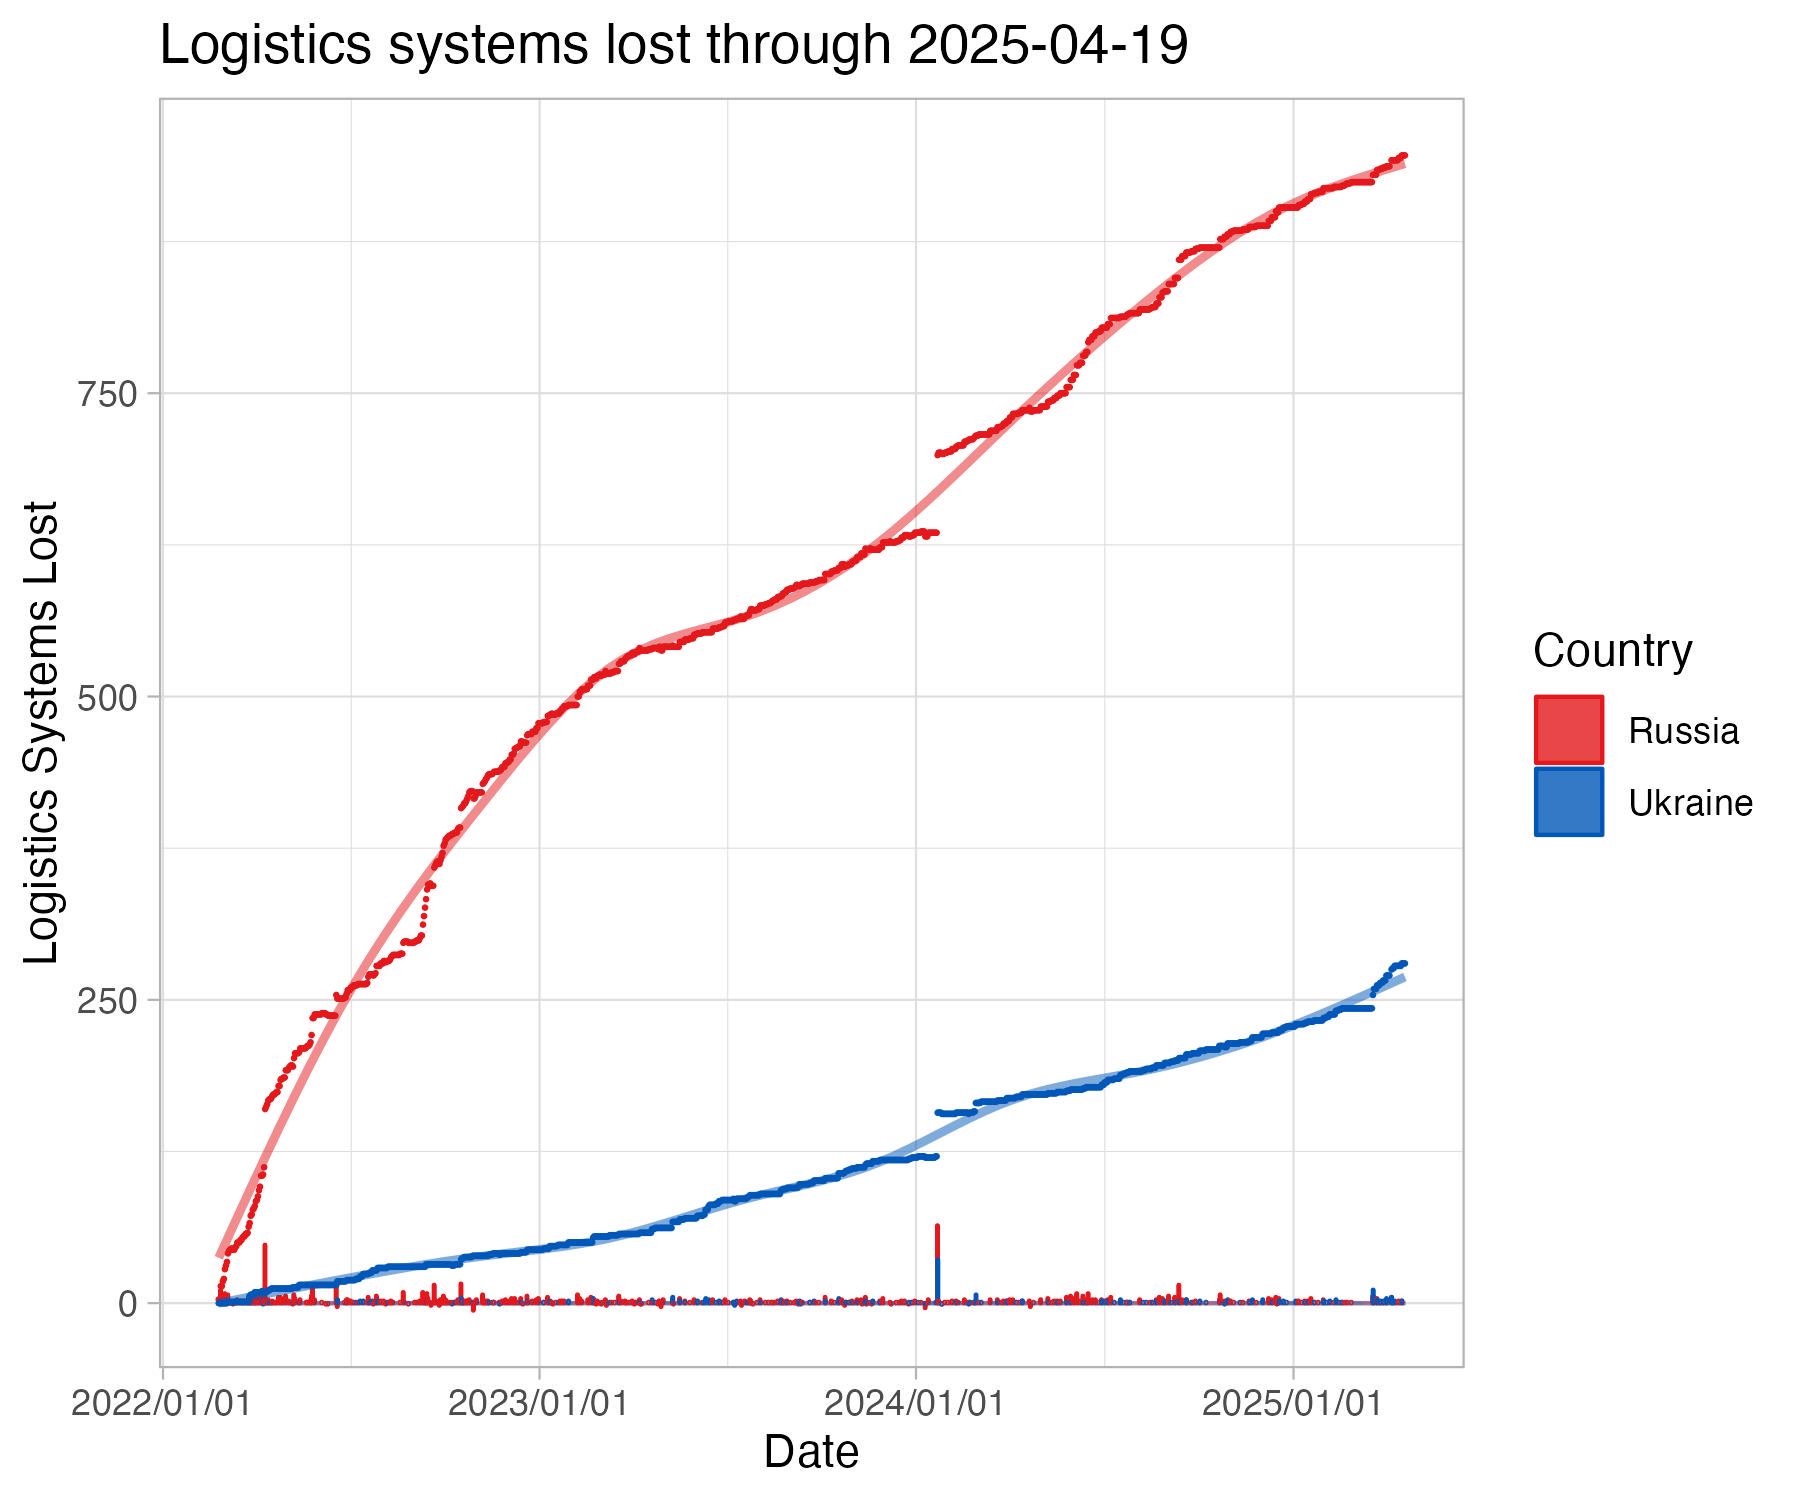 Logistics systems lost through 2025-04-19
Logistics Systems Lost
750
500
250
0
2022/01/01
2023/01/01
2024/01/01
2025/01/01
Date
Country
Russia
Ukraine